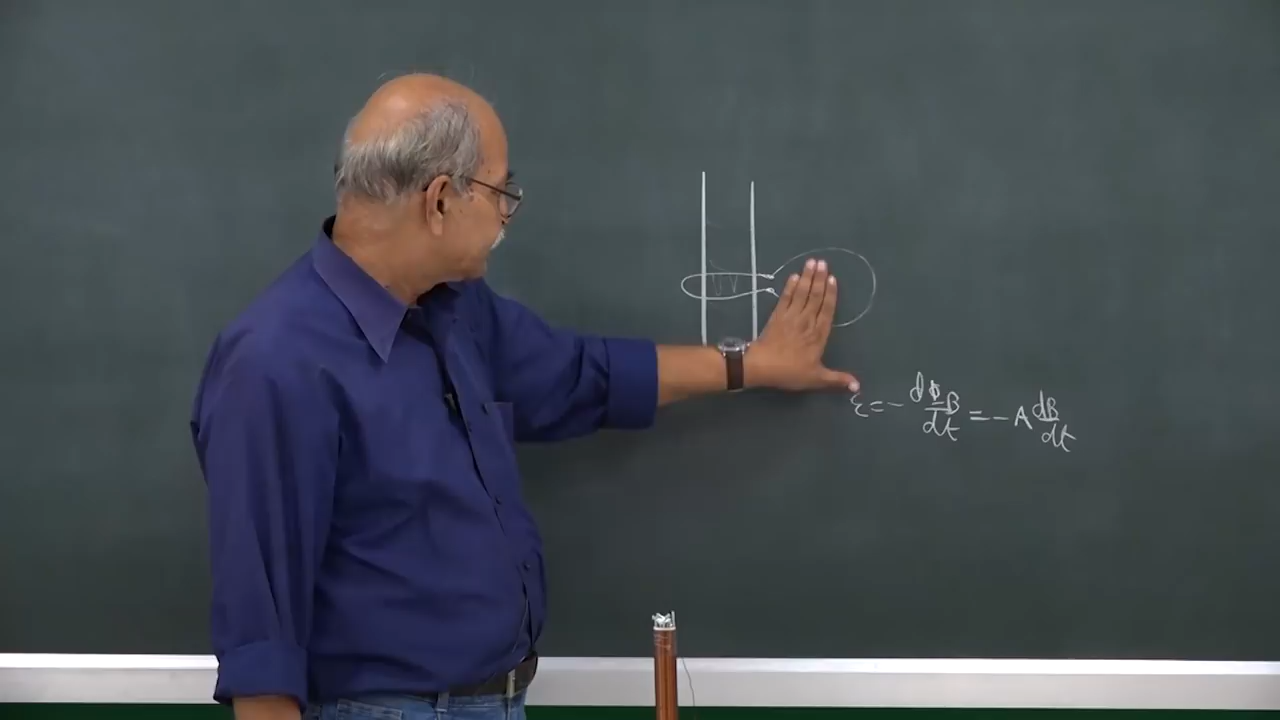 ε = - dΦB/dt = - A dB/dt